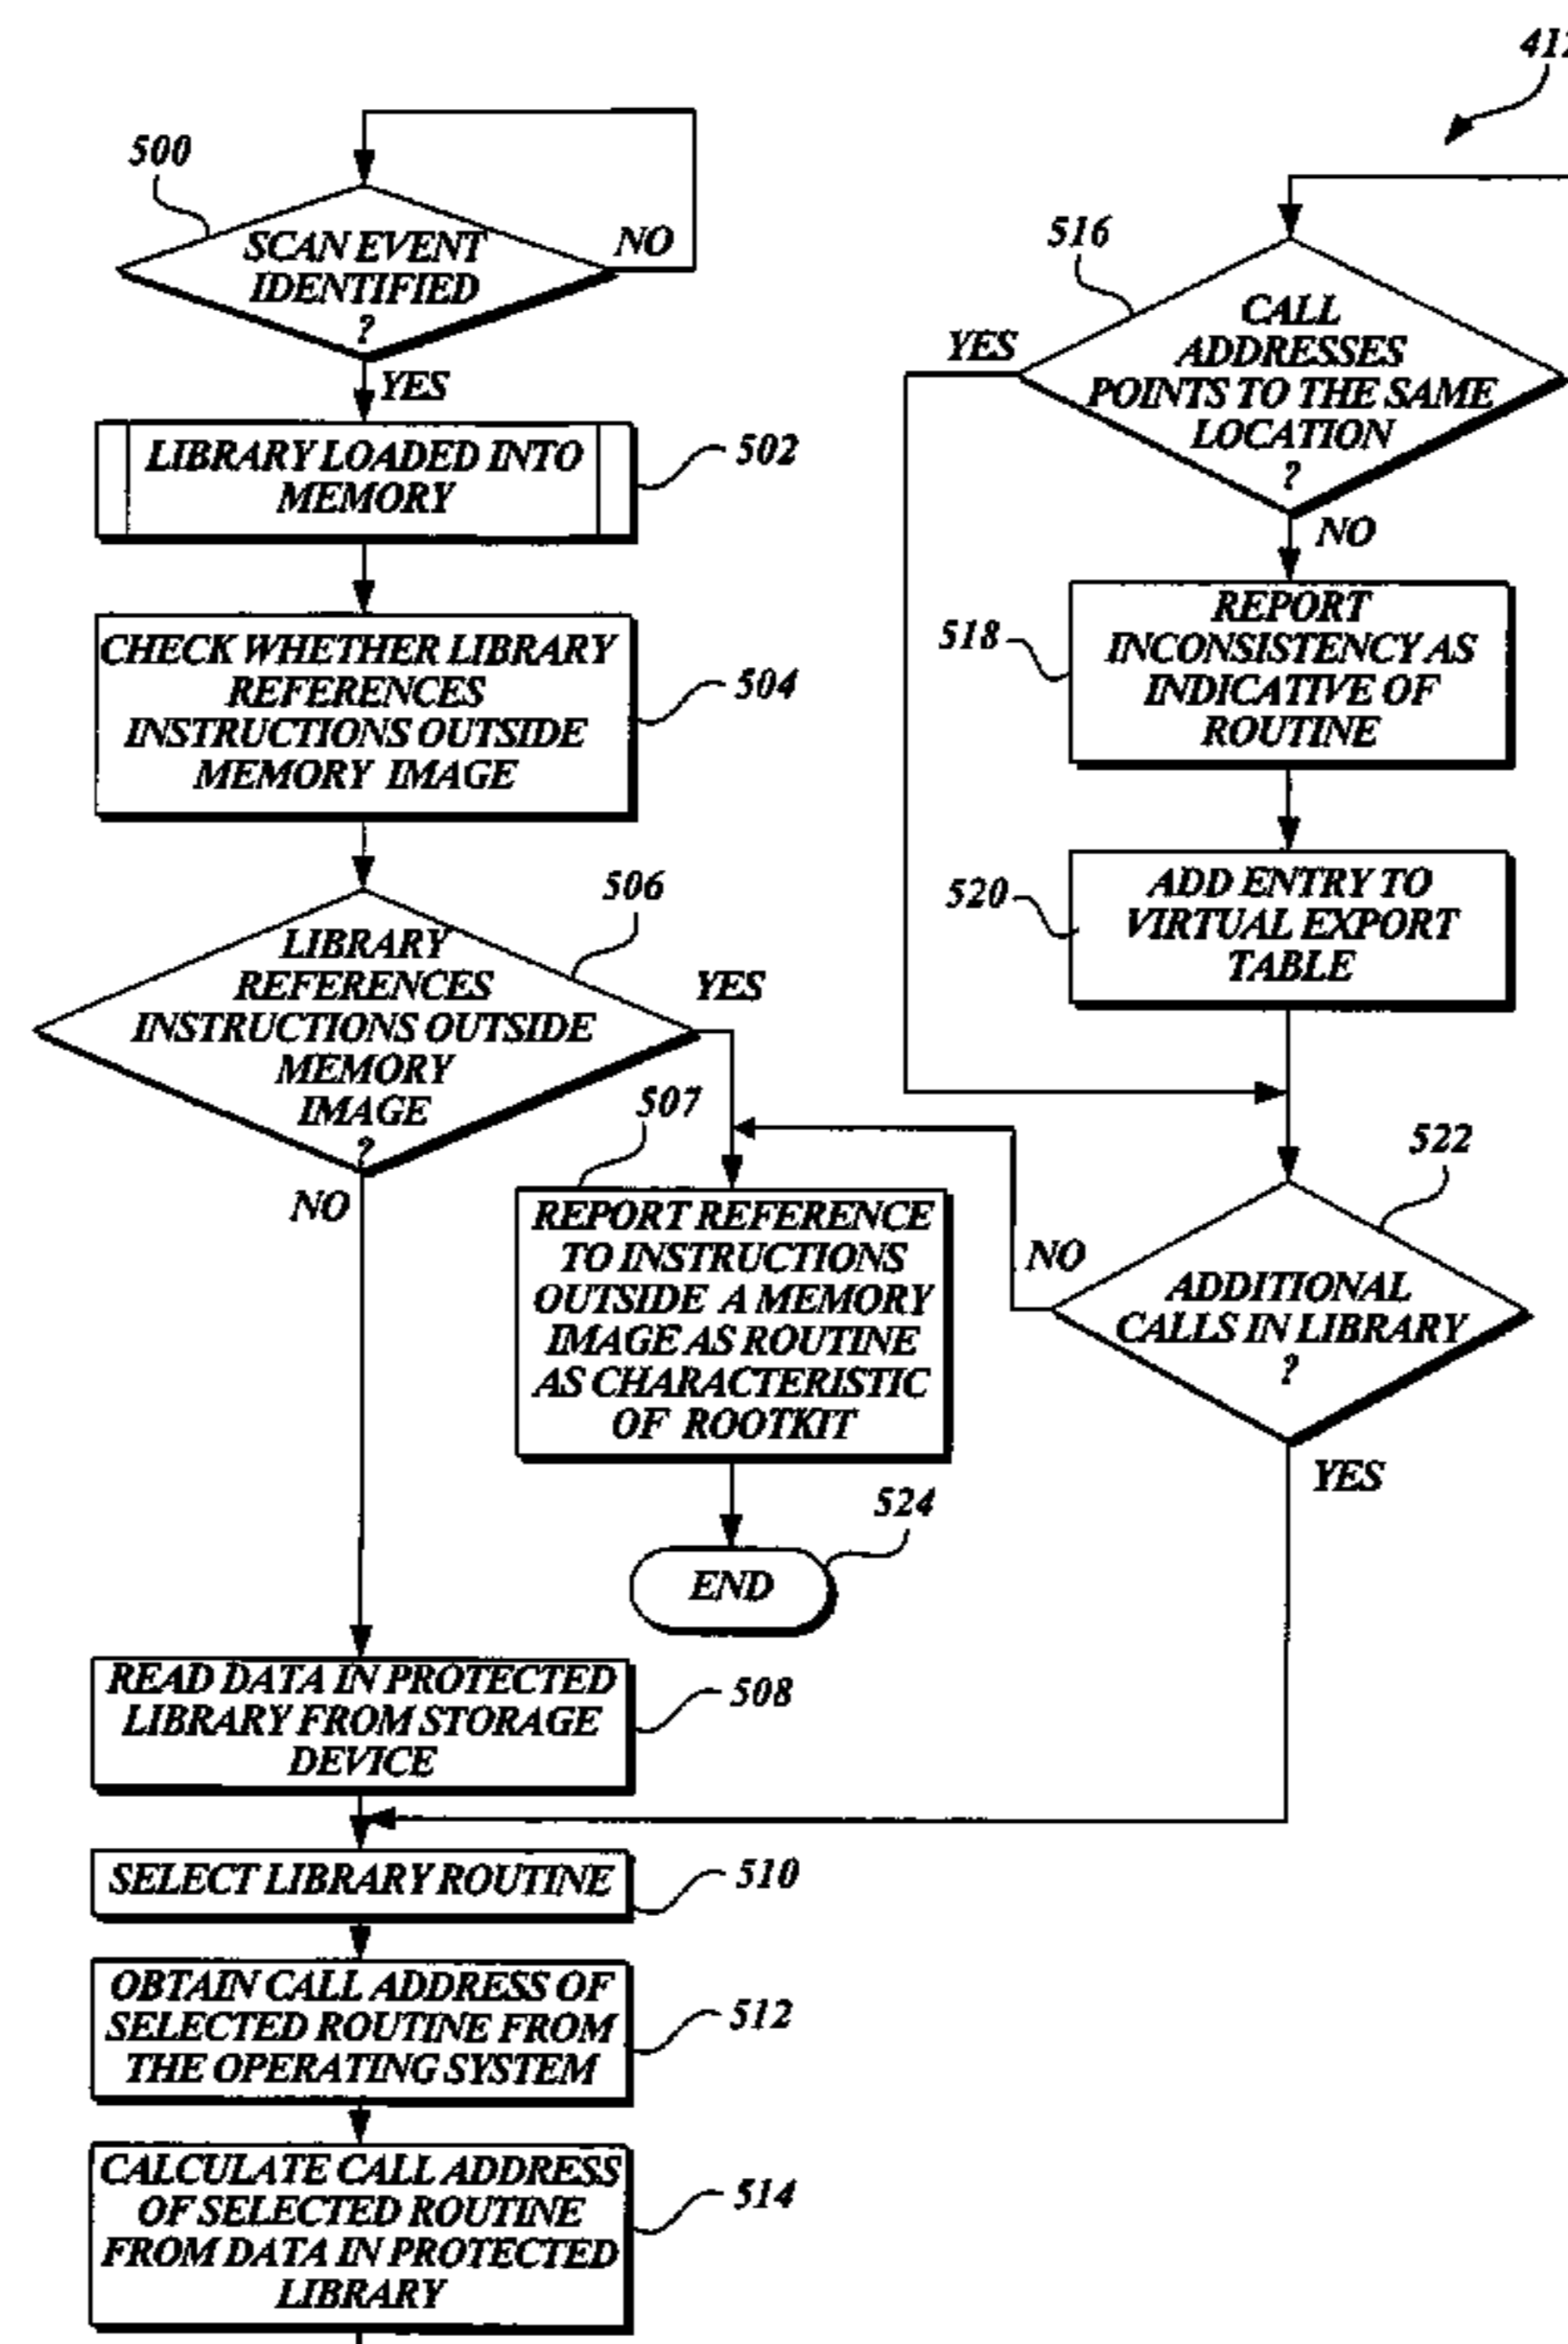 500
SCAN EVENT
IDENTIFIED
?
NO
YES
LIBRARY LOADED INTO
MEMORY
502
CHECK WHETHER LIBRARY
REFERENCES
INSTRUCTIONS OUTSIDE
MEMORY IMAGE
504
506
LIBRARY
REFERENCES
INSTRUCTIONS OUTSIDE
MEMORY
IMAGE
?
YES
NO
507
REPORT REFERENCE
TO INSTRUCTIONS
OUTSIDE A MEMORY
IMAGE AS ROUTINE
AS CHARACTERISTIC
OF ROOTKIT
524
END
READ DATA IN PROTECTED
LIBRARY FROM STORAGE
DEVICE
508
SELECT LIBRARY ROUTINE
510
OBTAIN CALL ADDRESS OF
SELECTED ROUTINE FROM
THE OPERATING SYSTEM
512
CALCULATE CALL ADDRESS
OF SELECTED ROUTINE
FROM DATA IN PROTECTED
LIBRARY
514
516
CALL
ADDRESSES
POINTS TO THE SAME
LOCATION
?
YES
NO
518
REPORT
INCONSISTENCY AS
INDICATIVE OF
ROUTINE
520
ADD ENTRY TO
VIRTUAL EXPORT
TABLE
522
ADDITIONAL
CALLS IN LIBRARY
?
NO
YES